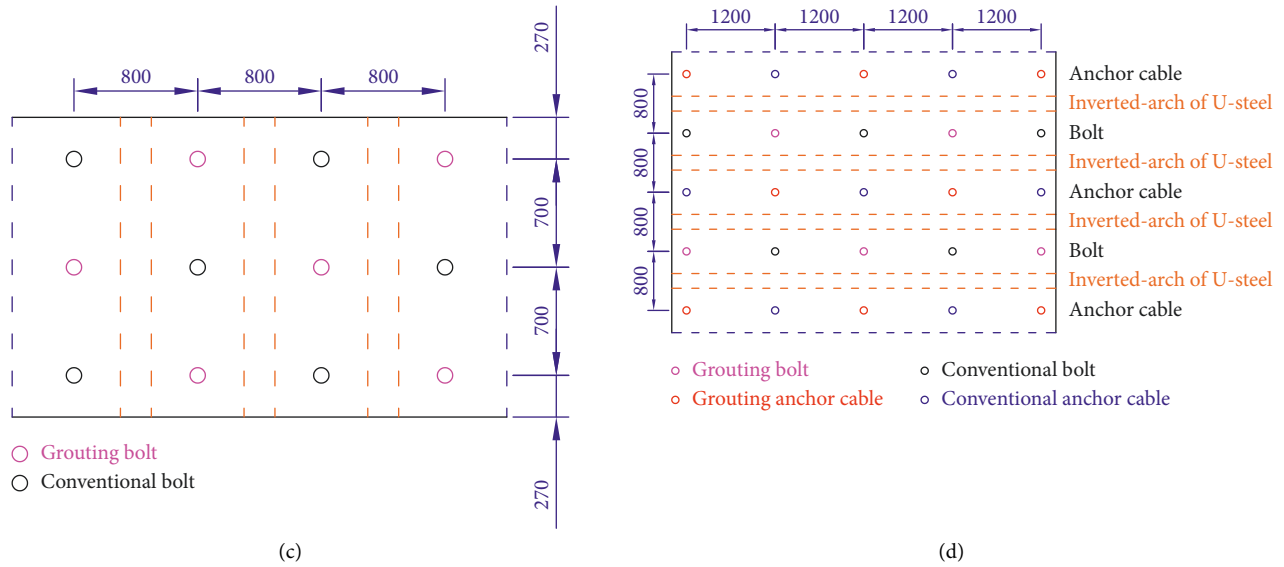 800
800
800
270
700
700
270
Grouting bolt
Conventional bolt
(c)
1200
1200
1200
1200
800
800
800
800
Anchor cable
Inverted-arch of U-steel
Bolt
Inverted-arch of U-steel
Anchor cable
Inverted-arch of U-steel
Bolt
Inverted-arch of U-steel
Anchor cable
Grouting bolt
Conventional bolt
Grouting anchor cable
Conventional anchor cable
(d)